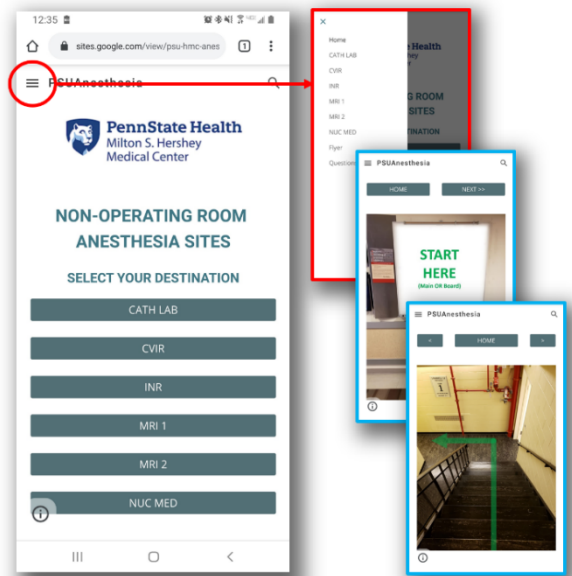 12:35
sites.google.com/view/psu-hmc-anes
1
PSUAnesthesia
PennState Health
Milton S. Hershey
Medical Center
NON-OPERATING ROOM
ANESTHESIA SITES
SELECT YOUR DESTINATION
CATH LAB
CVIR
INR
MRI 1
MRI 2
NUC MED
Home
CATH LAB
CVIR
INR
MRI 1
MRI 2
NUC MED
Flyer
Question
PSUAnesthesia
HOME
NEXT >>
START
HERE
(Main OR Board)
PSUAnesthesia
HOME